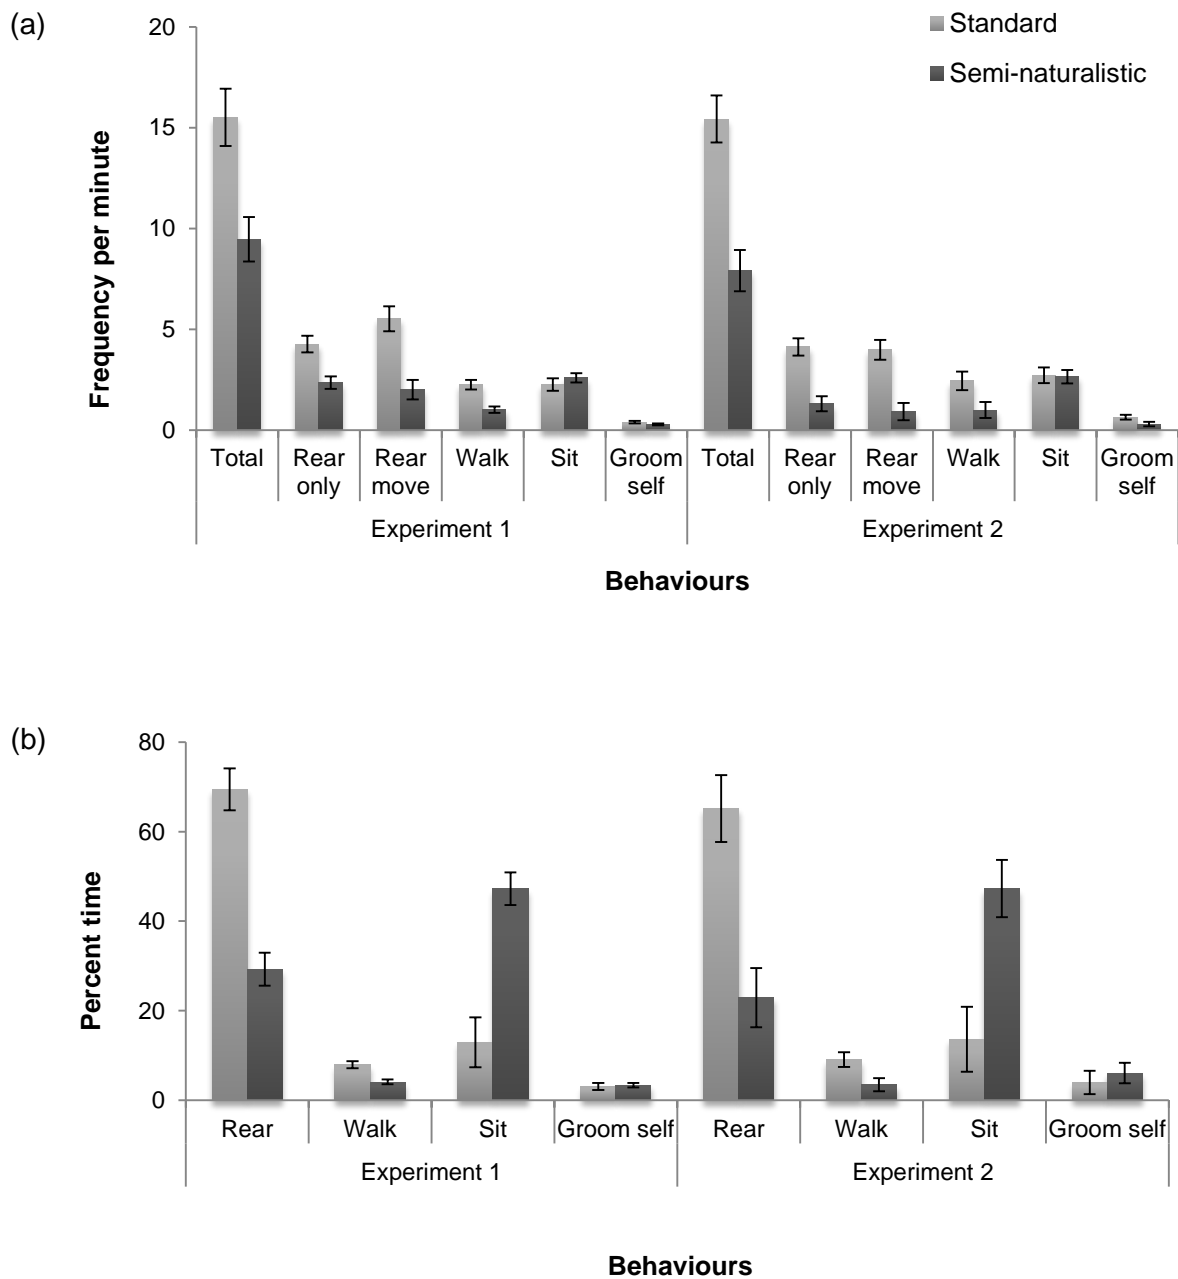 (a)
Standard
Semi-naturalistic
Frequency per minute
20
15
10
5
0
Total Rear only Rear move Walk Sit Groom self Total Rear only Rear move Walk Sit Groom self
Experiment 1 Experiment 2
Behaviours
(b)
Percent time
80
60
40
20
0
Rear Walk Sit Groom self Rear Walk Sit Groom self
Experiment 1 Experiment 2
Behaviours